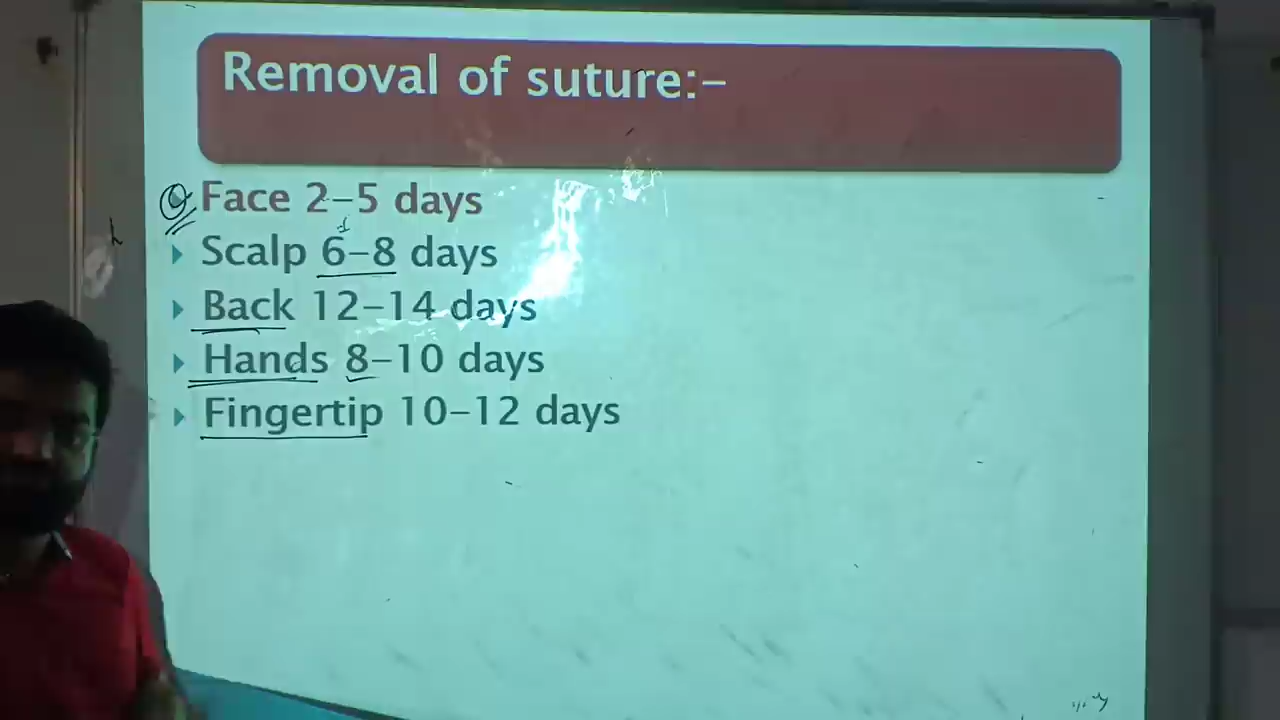 Removal of suture:-
Face 2-5 days
Scalp 6-8 days
Back 12-14 days
Hands 8-10 days
Fingertip 10-12 days